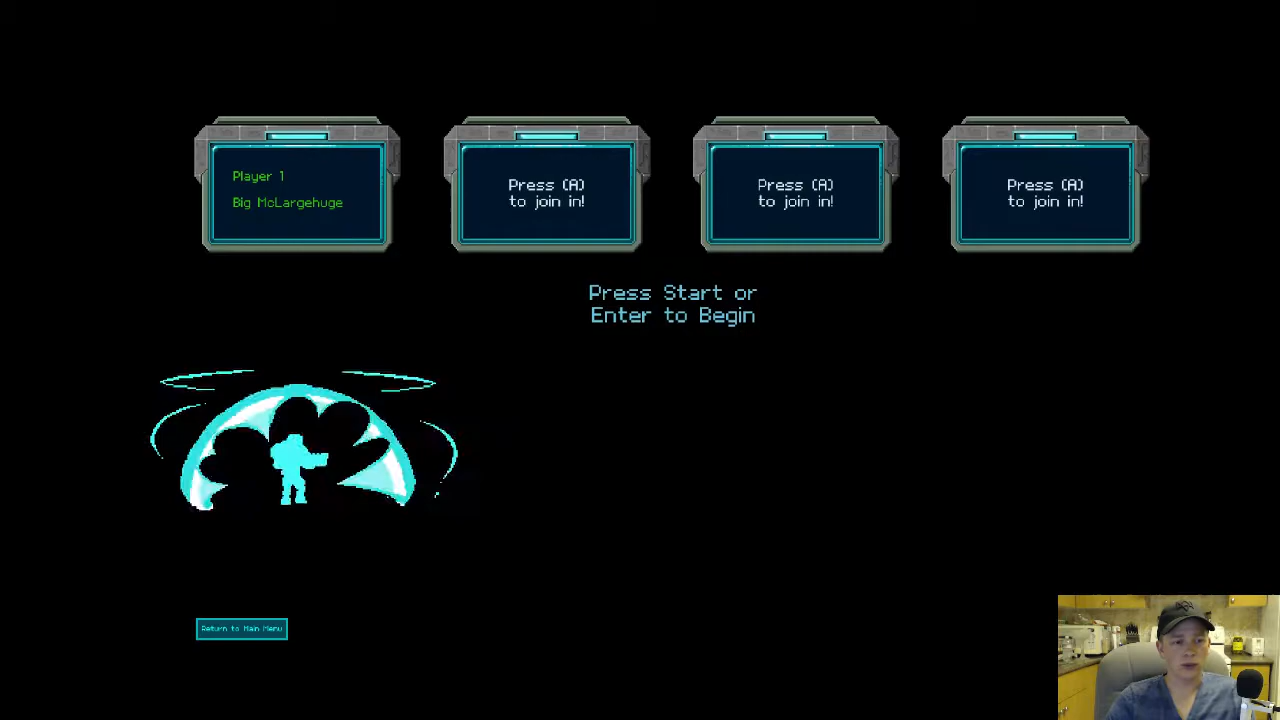 Player 1
Big McLargehuge
Press (A)
to join in!
Press (A)
to join in!
Press (A)
to join in!
Press Start or
Enter to Begin
Return to Main Menu